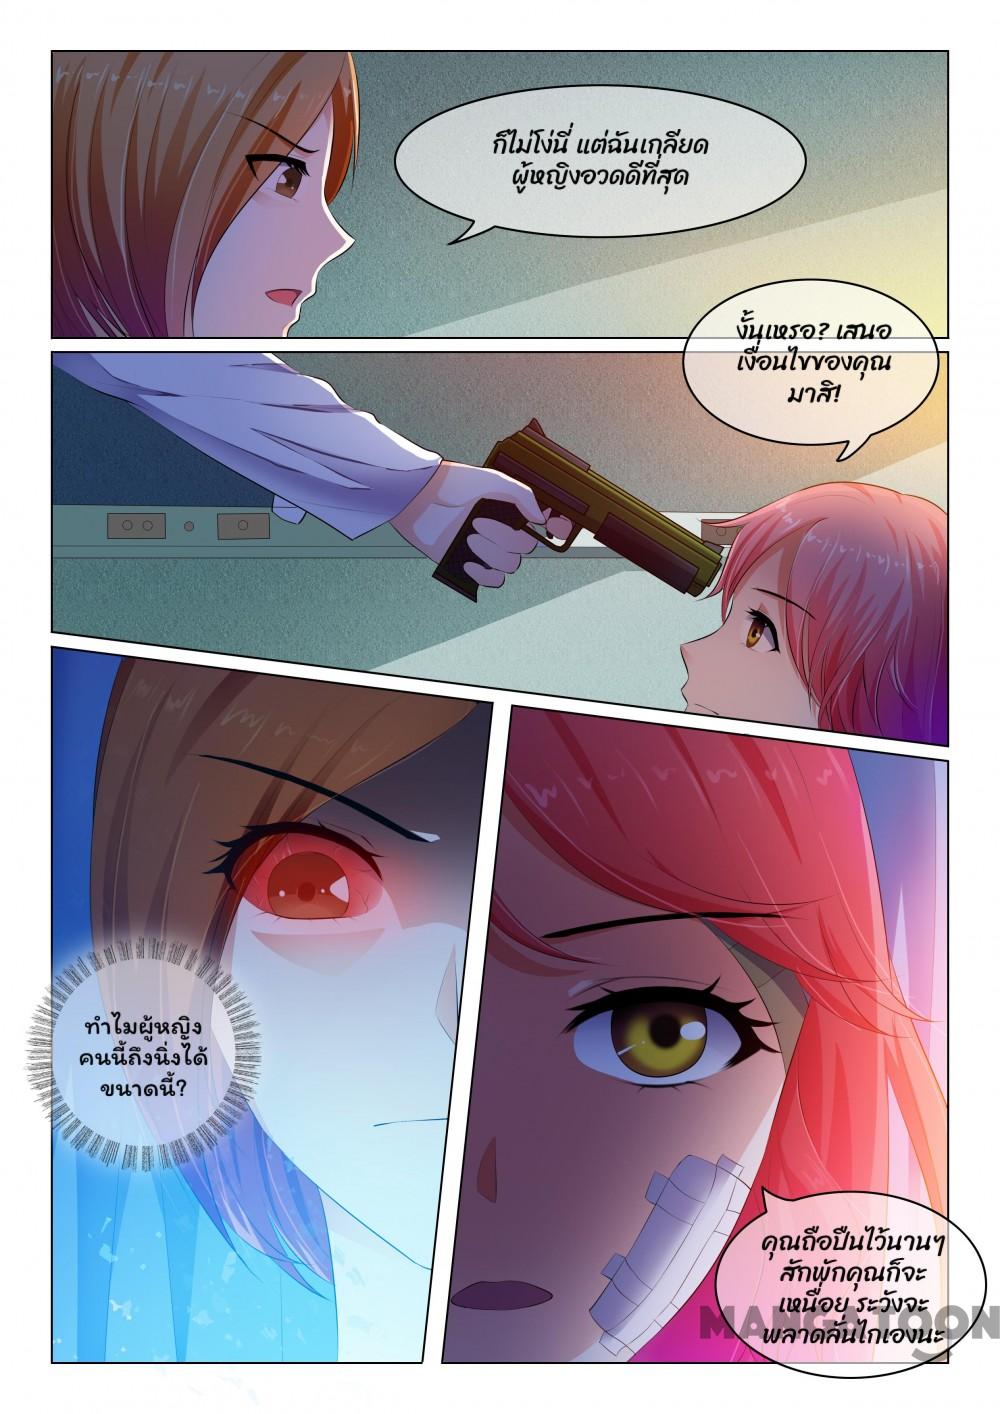 ก็ไม่โง่นี่ แต่ฉันเกลียด
ผู้หญิงอวดดีที่สุด
งั้นเหรอ? เสนอ
เงื่อนไขของคุณ
มาสิ!
ทำไมผู้หญิง
คนนี้ถึงนิ่งได้
ขนาดนี้?
คุณถือปืนไว้นานๆ
สักพักคุณก็จะ
เหนื่อย ระวังจะ
พลาดลั่นไกเองนะ
MANGATOON